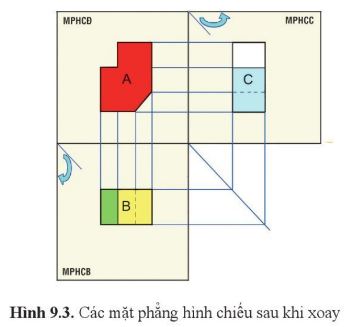 MPHCĐ
MPHCC
A
C
B
MPHCB
Hình 9.3. Các mặt phẳng hình chiếu sau khi xoay